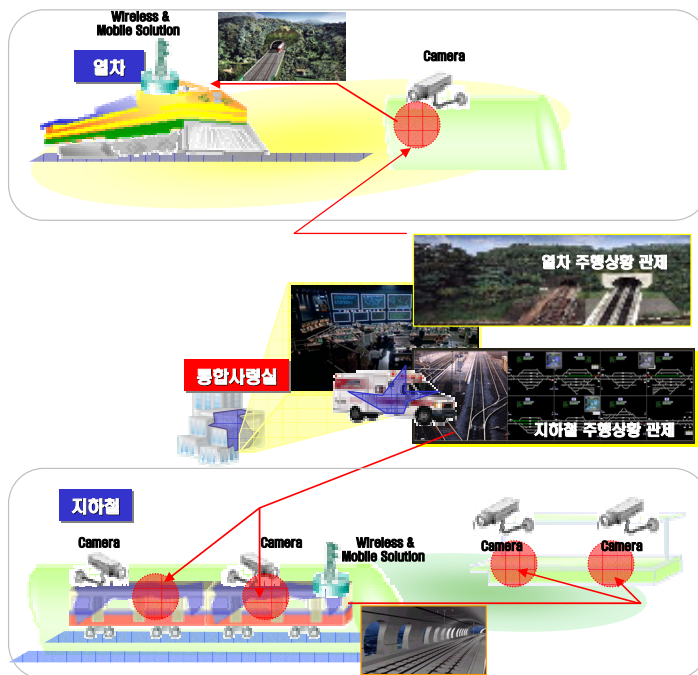 Wireless &
Mobile Solution
열차
Camera
열차 주행상황 관제
통합사령실
지하철 주행상황 관제
지하철
Camera
Camera
Wireless &
Mobile Solution
Camera
Camera